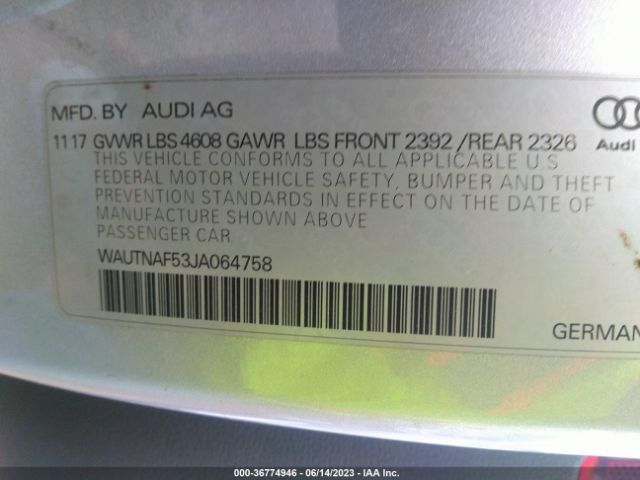 MFD. BY AUDI AG
11 17 GVWR LBS 4608 GAWR LBS FRONT 2392 /REAR 2326
Audi
THIS VEHICLE CONFORMS TO ALL APPLICABLE U S
FEDERAL MOTOR VEHICLE SAFETY, BUMPER AND THEFT
PREVENTION STANDARDS IN EFFECT ON THE DATE OF
MANUFACTURE SHOWN ABOVE
PASSENGER CAR
WAUTNAF53JA064758
GERMAN
000-36774946 - 06/14/2023 - IAA Inc.